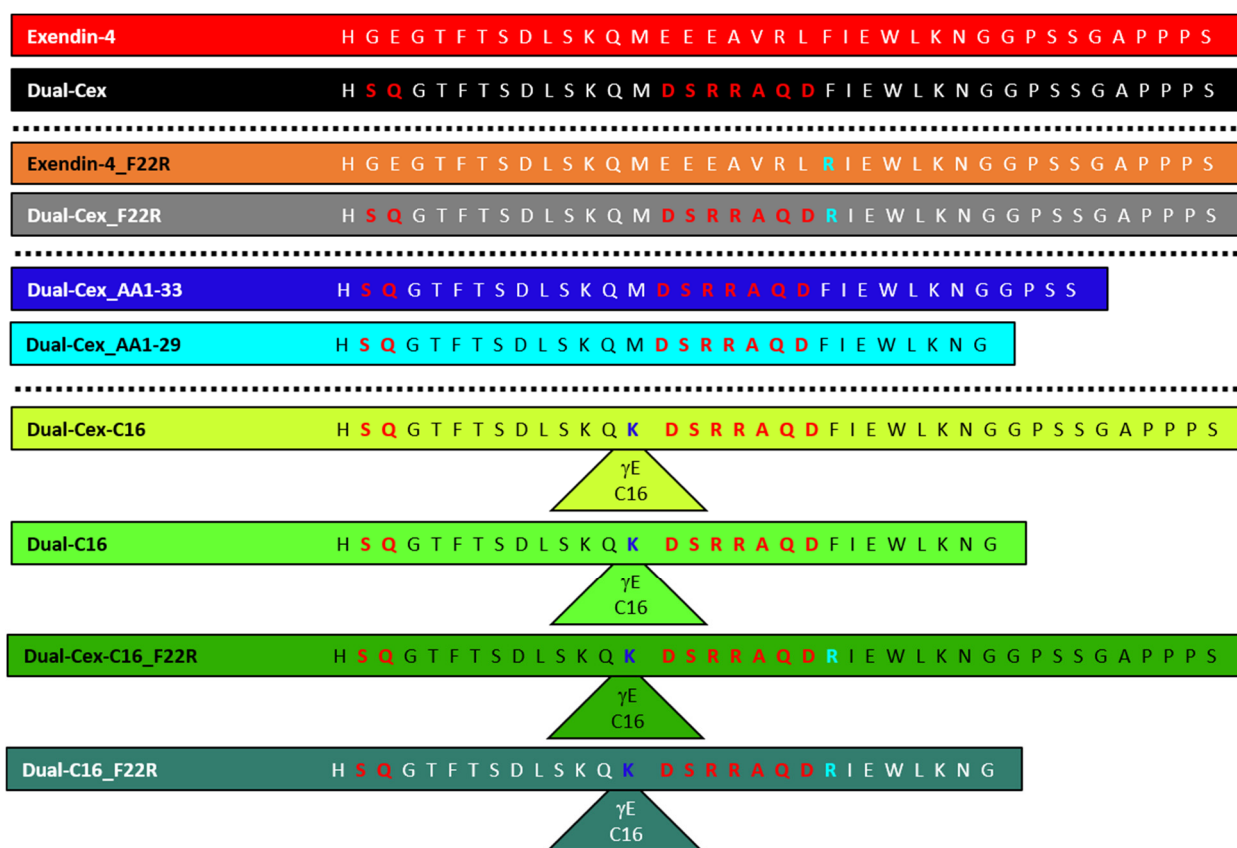 Exendin-4 H G E G T F T S D L S K Q M E E E A V R L F I E W L K N G G P S S G A P P P S
Dual-Cex H S Q G T F T S D L S K Q M D S R R A Q D F I E W L K N G G P S S G A P P P S
Exendin-4_F22R H G E G T F T S D L S K Q M E E E A V R L R I E W L K N G G P S S G A P P P S
Dual-Cex_F22R H S Q G T F T S D L S K Q M D S R R A Q D R I E W L K N G G P S S G A P P P S
Dual-Cex_AA1-33 H S Q G T F T S D L S K Q M D S R R A Q D F I E W L K N G G P S S
Dual-Cex_AA1-29 H S Q G T F T S D L S K Q M D S R R A Q D F I E W L K N G
Dual-Cex-C16 H S Q G T F T S D L S K Q K D S R R A Q D F I E W L K N G G P S S G A P P P S
γE
C16
Dual-C16 H S Q G T F T S D L S K Q K D S R R A Q D F I E W L K N G
γE
C16
Dual-Cex-C16_F22R H S Q G T F T S D L S K Q K D S R R A Q D R I E W L K N G G P S S G A P P P S
γE
C16
Dual-C16_F22R H S Q G T F T S D L S K Q K D S R R A Q D R I E W L K N G
γE
C16